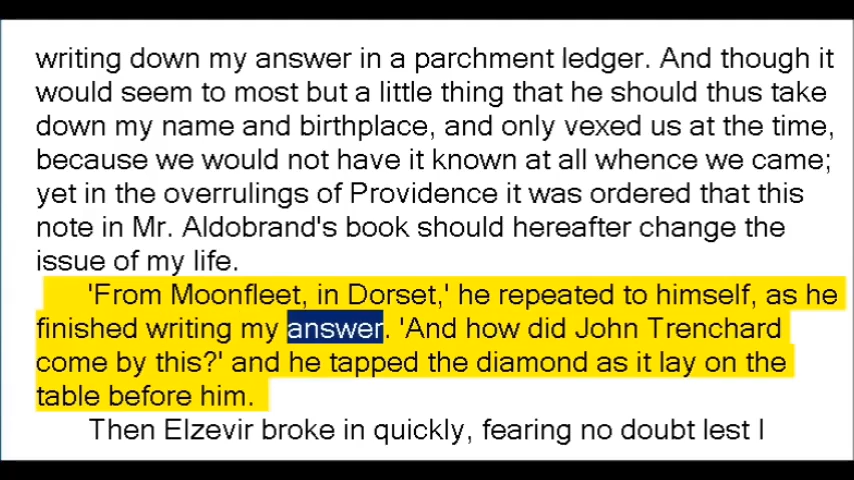 writing down my answer in a parchment ledger. And though it
would seem to most but a little thing that he should thus take
down my name and birthplace, and only vexed us at the time,
because we would not have it known at all whence we came;
yet in the overrulings of Providence it was ordered that this
note in Mr. Aldobrand's book should hereafter change the
issue of my life.
'From Moonfleet, in Dorset,' he repeated to himself, as he
finished writing my answer. 'And how did John Trenchard
come by this?' and he tapped the diamond as it lay on the
table before him.
Then Elzevir broke in quickly, fearing no doubt lest I